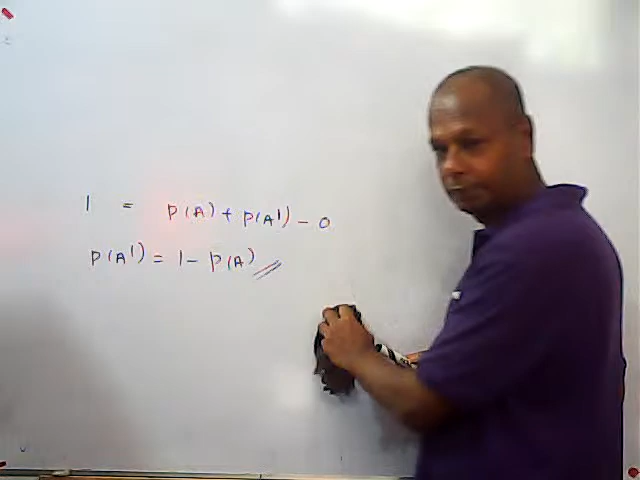 1 = P(A) + P(A') - 0
P(A') = 1 - P(A)